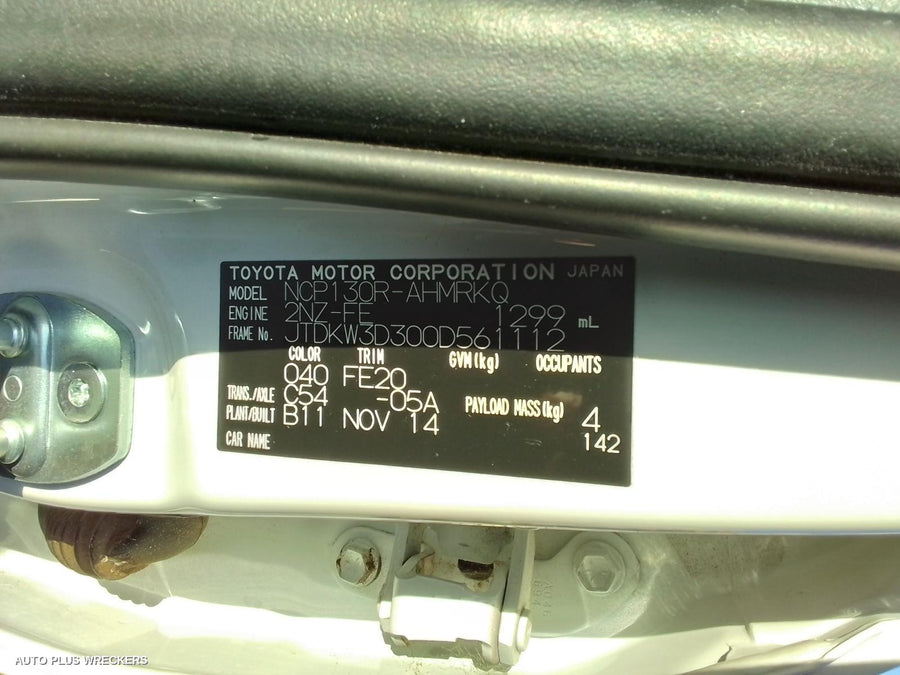 TOYOTA MOTOR CORPORATION JAPAN
MODEL NCP130R-AHMRKQ
ENGINE 2NZ-FE 1299 mL
FRAME No. JTDKW3D300D561112
COLOR TRIM GVM(kg) OCCUPANTS
040 FE20
TRANS./AXLE C54 -05A PAYLOAD MASS(kg) 4
PLANT/BUILT B11 NOV 14 142
CAR NAME
AUTO PLUS WRECKERS